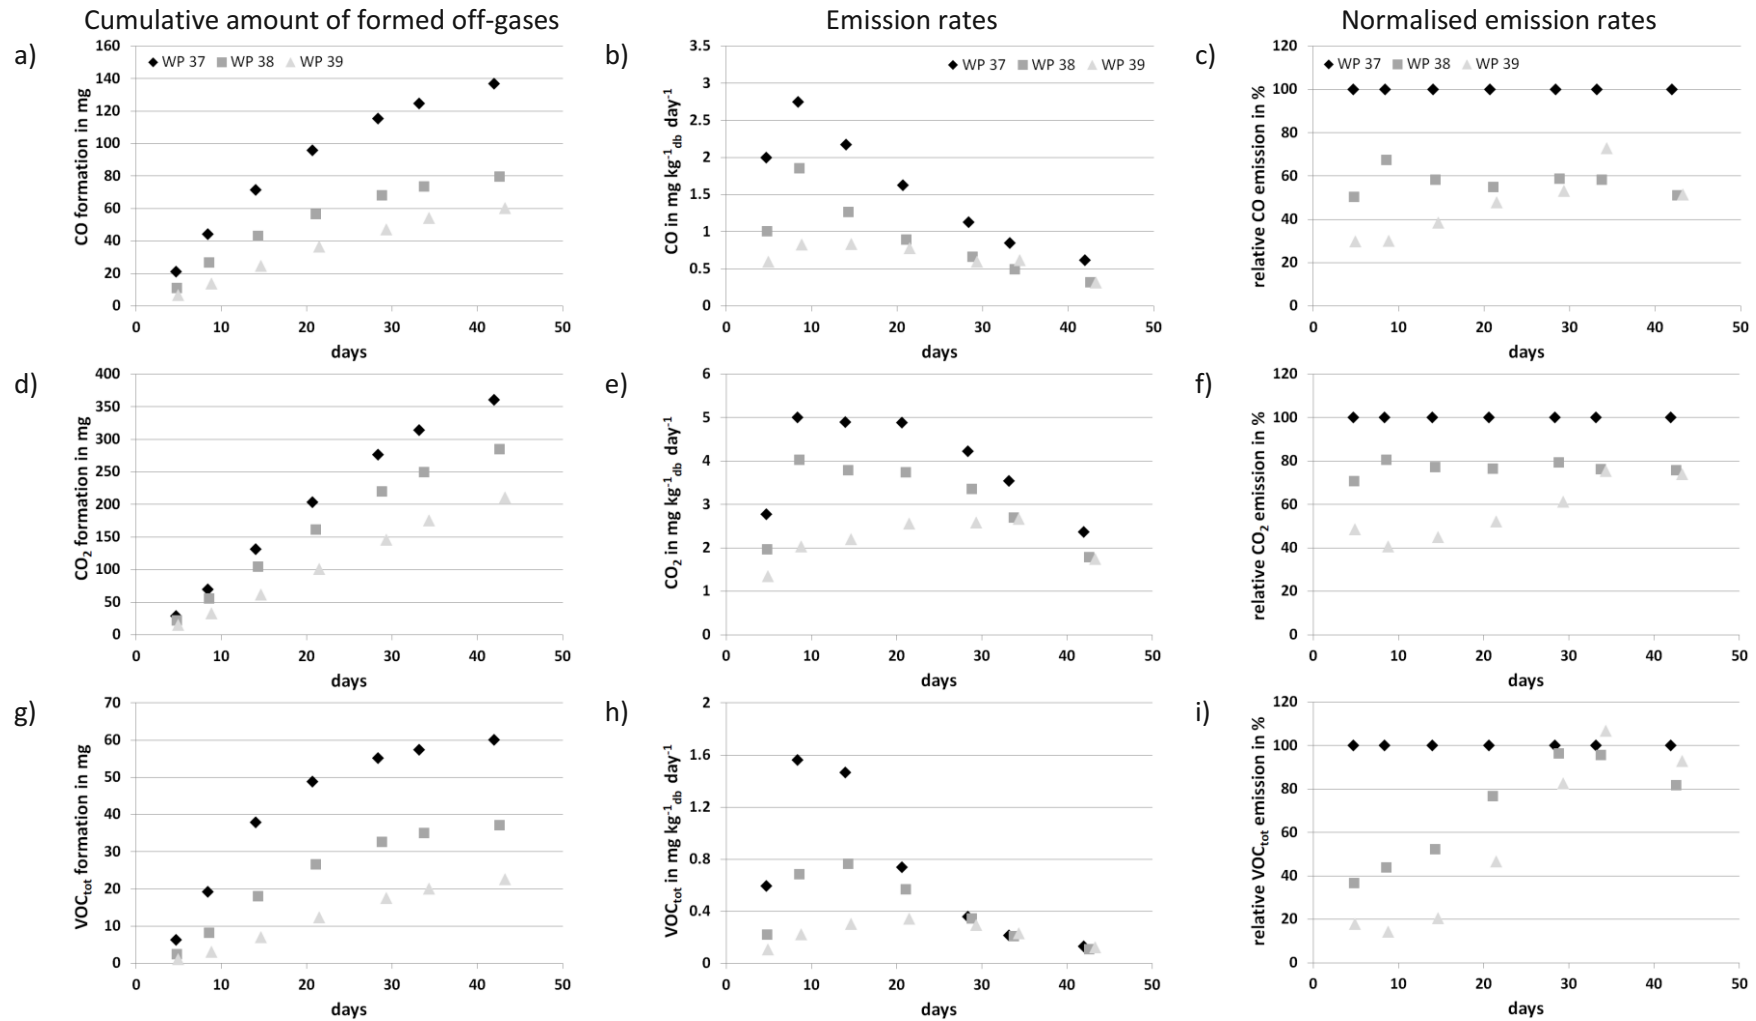 Cumulative amount of formed off-gases
Emission rates
Normalised emission rates
a)
CO formation in mg
160
140
120
100
80
60
40
20
0
WP 37 WP 38 WP 39
0 10 20 30 40 50
days
b)
CO in mg kg⁻¹db day⁻¹
3.5
3
2.5
2
1.5
1
0.5
0
WP 37 WP 38 WP 39
0 10 20 30 40 50
days
c)
relative CO emission in %
120
100
80
60
40
20
0
WP 37 WP 38 WP 39
0 10 20 30 40 50
days
d)
CO₂ formation in mg
400
350
300
250
200
150
100
50
0
0 10 20 30 40 50
days
e)
CO₂ in mg kg⁻¹db day⁻¹
6
5
4
3
2
1
0
0 10 20 30 40 50
days
f)
relative CO₂ emission in %
120
100
80
60
40
20
0
0 10 20 30 40 50
days
g)
VOCtot formation in mg
70
60
50
40
30
20
10
0
0 10 20 30 40 50
days
h)
VOCtot in mg kg⁻¹db day⁻¹
2
1.6
1.2
0.8
0.4
0
0 10 20 30 40 50
days
i)
relative VOCtot emission in %
120
100
80
60
40
20
0
0 10 20 30 40 50
days